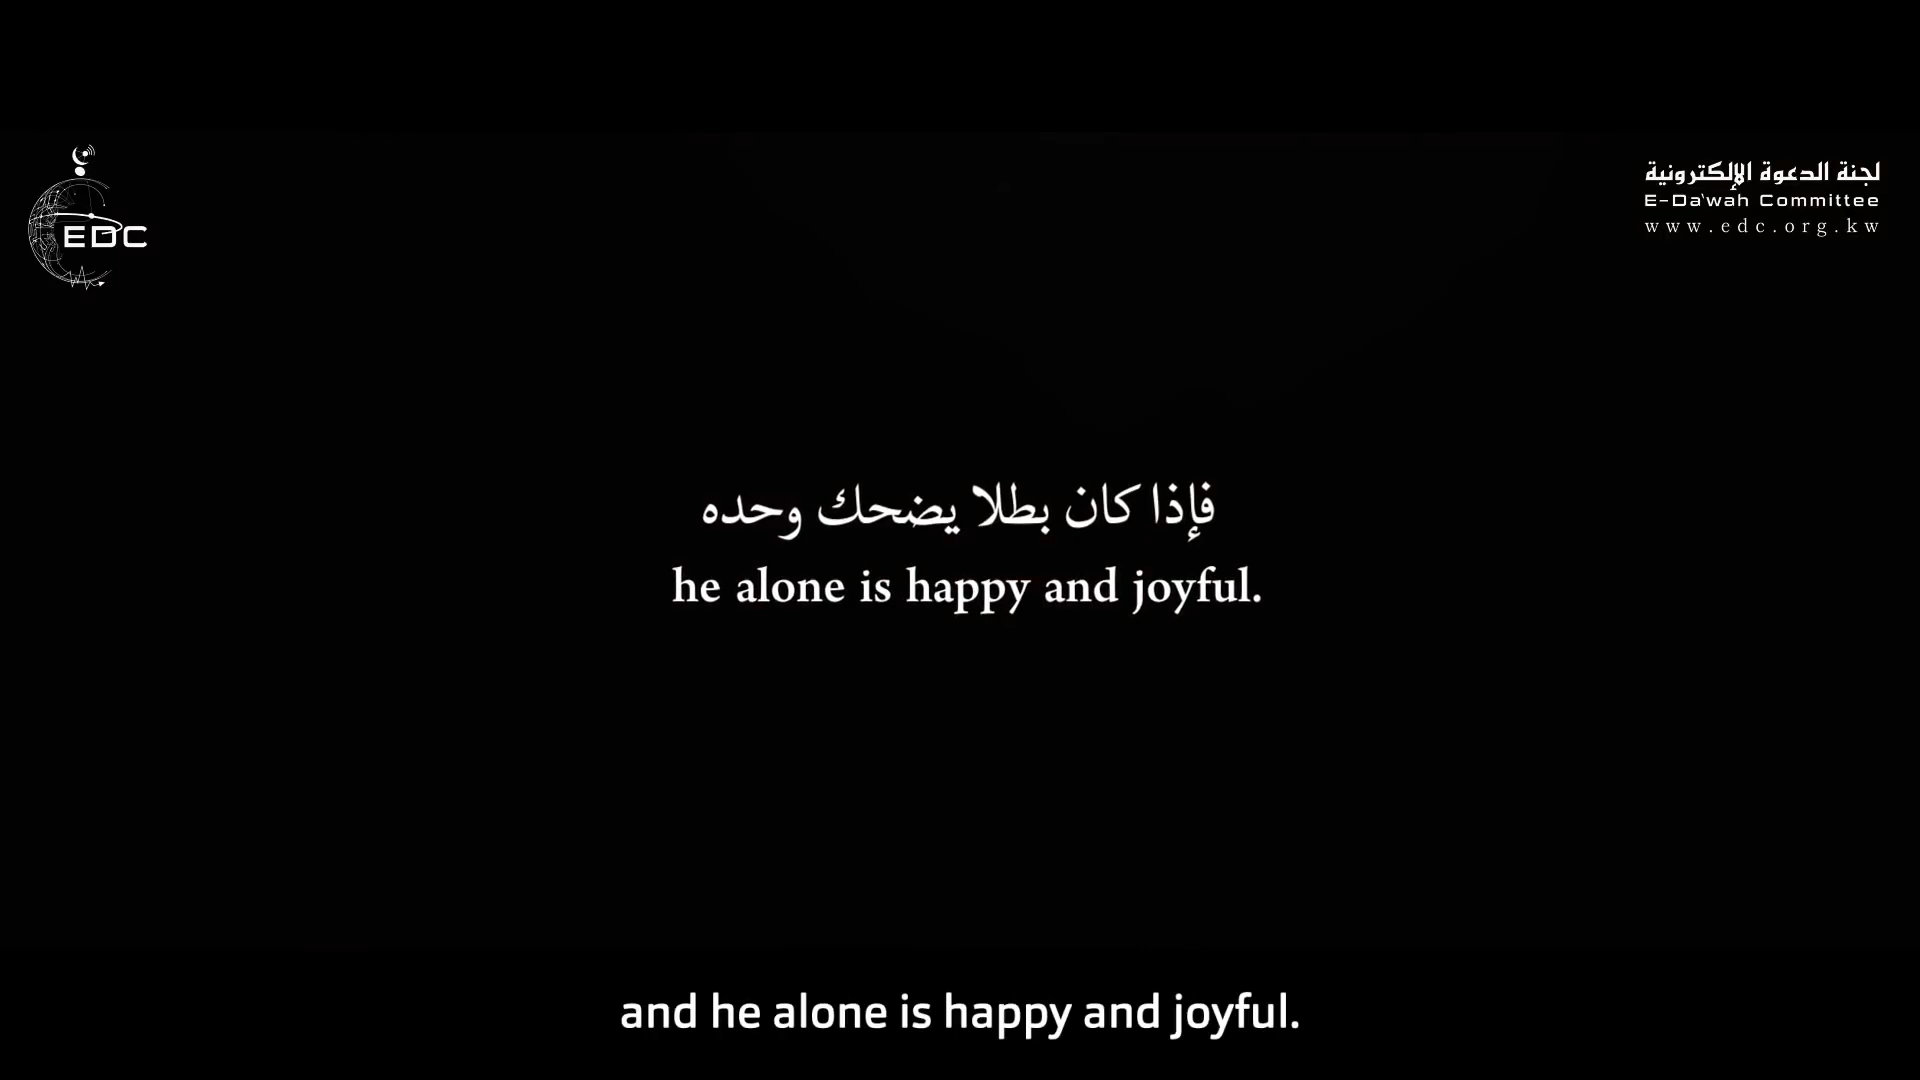 EDC
لجنة الدعوة الإلكترونية
E-Da'wah Committee
www.edc.org.kw
فإذا كان بطلا يضحك وحده
he alone is happy and joyful.
and he alone is happy and joyful.